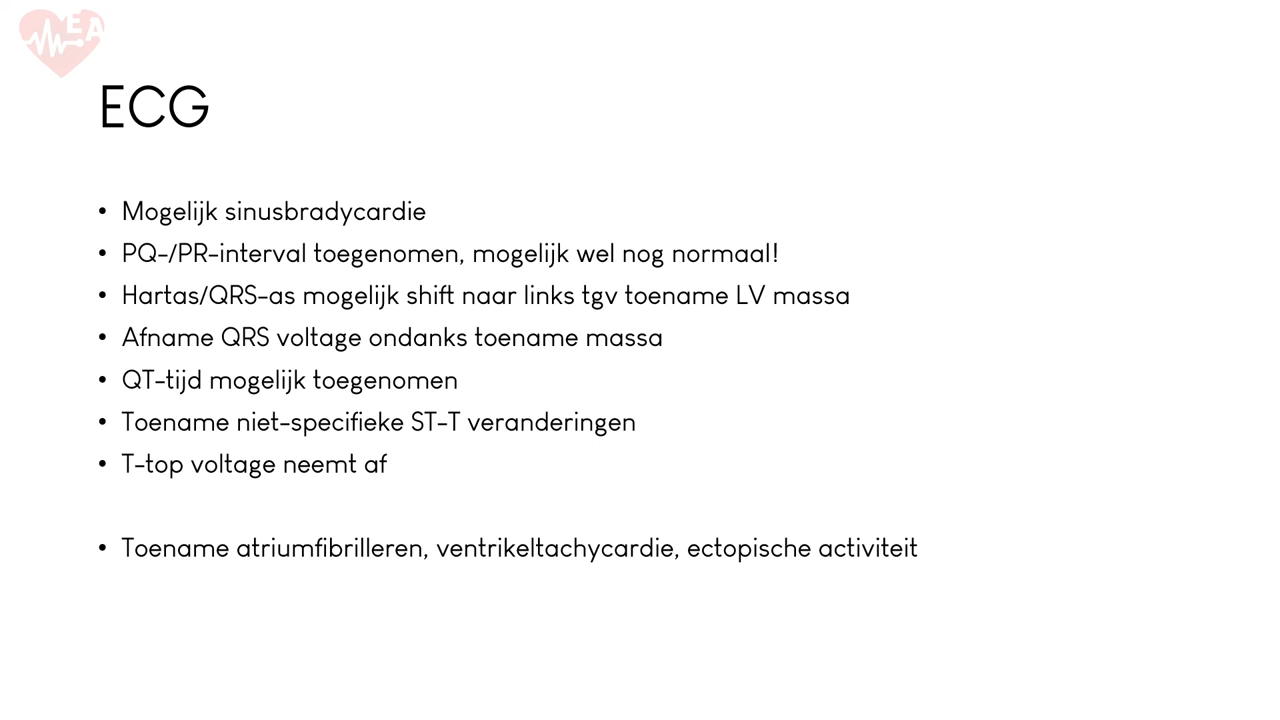 EA
ECG
• Mogelijk sinusbradycardie
• PQ-/PR-interval toegenomen, mogelijk wel nog normaal!
• Hartas/QRS-as mogelijk shift naar links tgv toename LV massa
• Afname QRS voltage ondanks toename massa
• QT-tijd mogelijk toegenomen
• Toename niet-specifieke ST-T veranderingen
• T-top voltage neemt af
• Toename atriumfibrilleren, ventrikeltachycardie, ectopische activiteit